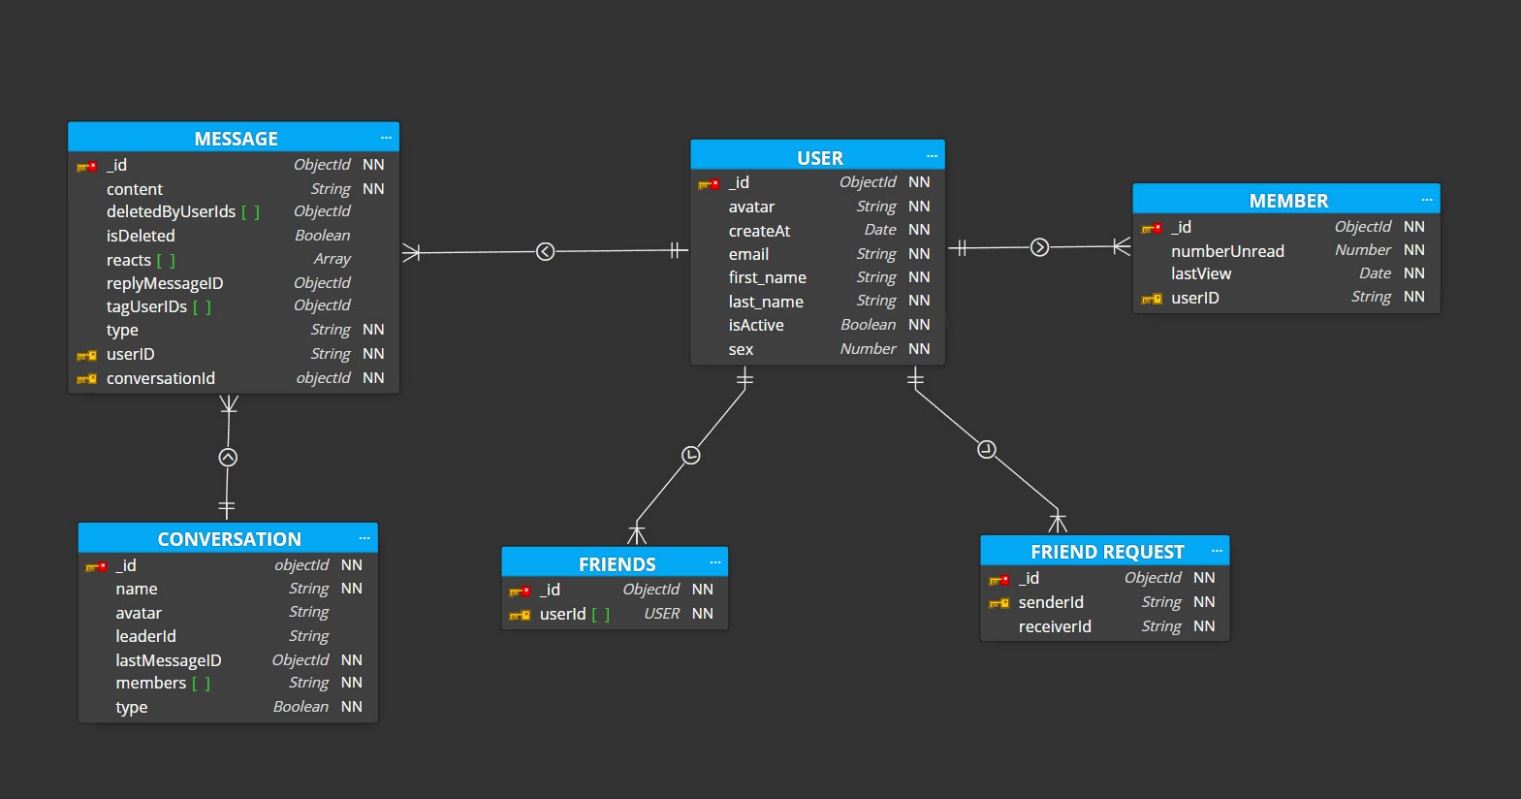 MESSAGE ...
_id ObjectId NN
content String NN
deletedByUserIds [ ] ObjectId
isDeleted Boolean
reacts [ ] Array
replyMessageID ObjectId
tagUserIDs [ ] ObjectId
type String NN
userID String NN
conversationId objectId NN
USER ...
_id ObjectId NN
avatar String NN
createAt Date NN
email String NN
first_name String NN
last_name String NN
isActive Boolean NN
sex Number NN
MEMBER ...
_id ObjectId NN
numberUnread Number NN
lastView Date NN
userID String NN
CONVERSATION ...
_id objectId NN
name String NN
avatar String
leaderId String
lastMessageID ObjectId NN
members [ ] String NN
type Boolean NN
FRIENDS ...
_id ObjectId NN
userId [ ] USER NN
FRIEND REQUEST ...
_id ObjectId NN
senderId String NN
receiverId String NN